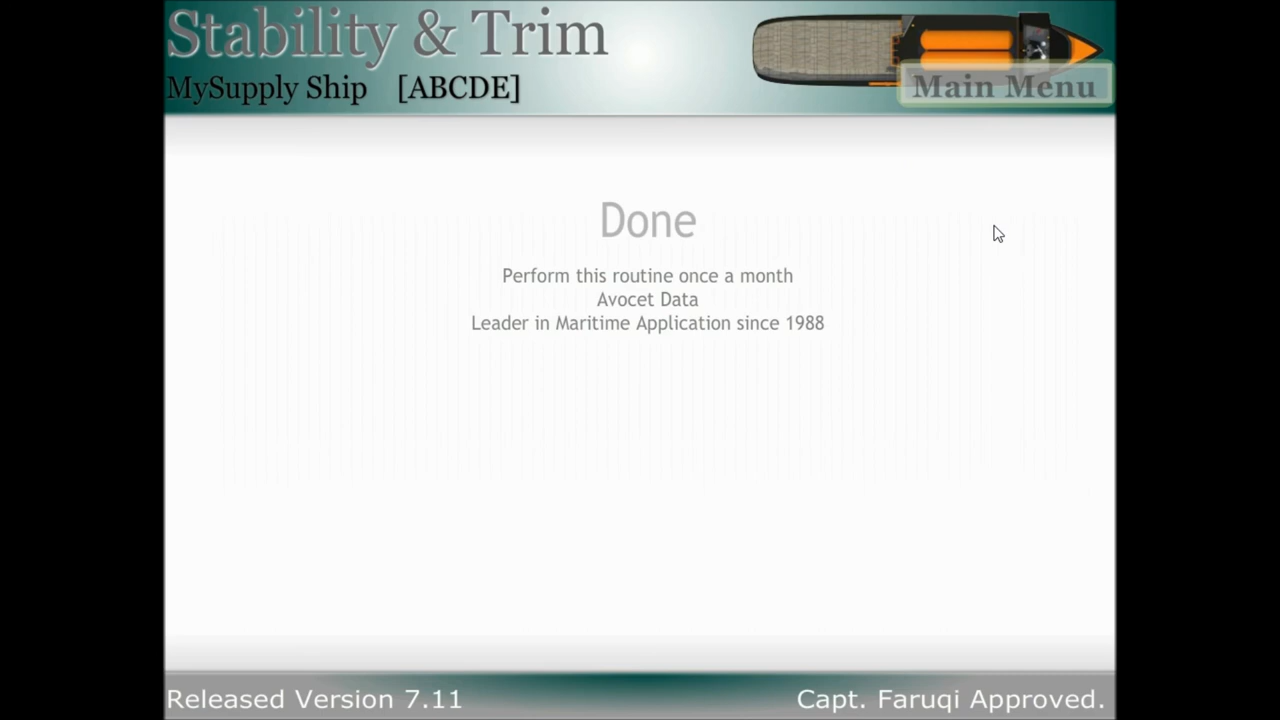 Stability & Trim
MySupply Ship [ABCDE]
Main Menu
Done
Perform this routine once a month
Avocet Data
Leader in Maritime Application since 1988
Released Version 7.11
Capt. Faruqi Approved.